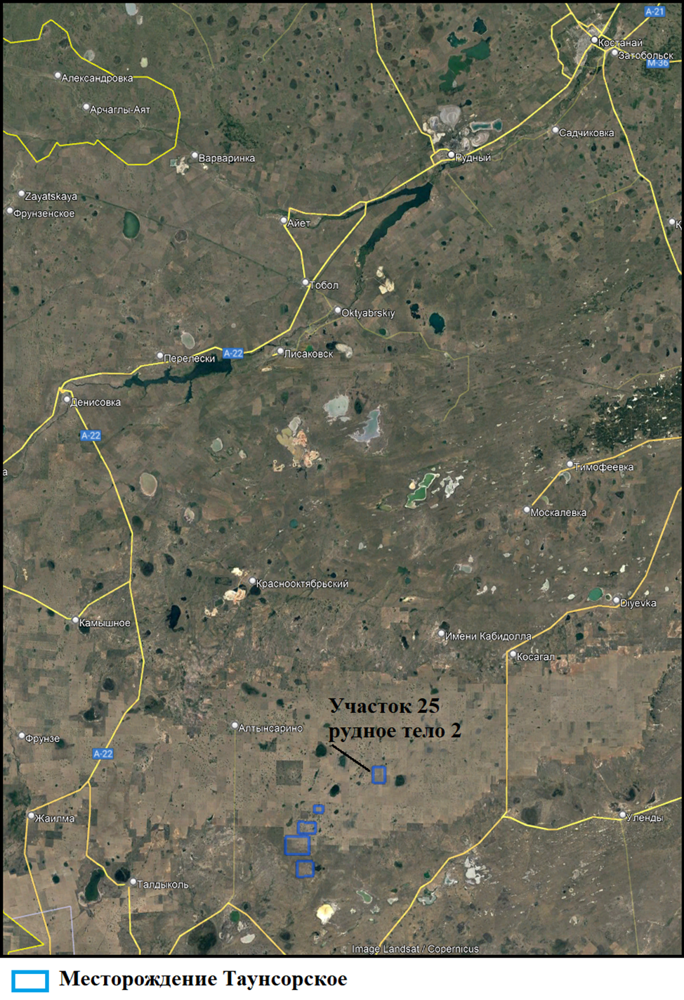 А-21
Костанай
Затобольск
М-36
Александровка
Арчаглы-Аят
Садчиковка
Варваринка
Рудный
Zayatskaya
Фрунзенское
Айет
К
Тобол
Oktyabrskiy
А-22
Лисаковск
Перелески
Денисовка
А-22
а
Тимофеевка
Москалевка
Краснооктябрьский
Diyevka
Камышное
Имени Кабидолла
Косагал
Участок 25
рудное тело 2
Алтынсарино
Фрунзе
А-22
Жаилма
Уленды
Талдыколь
Image Landsat / Copernicus
Месторождение Таунсорское